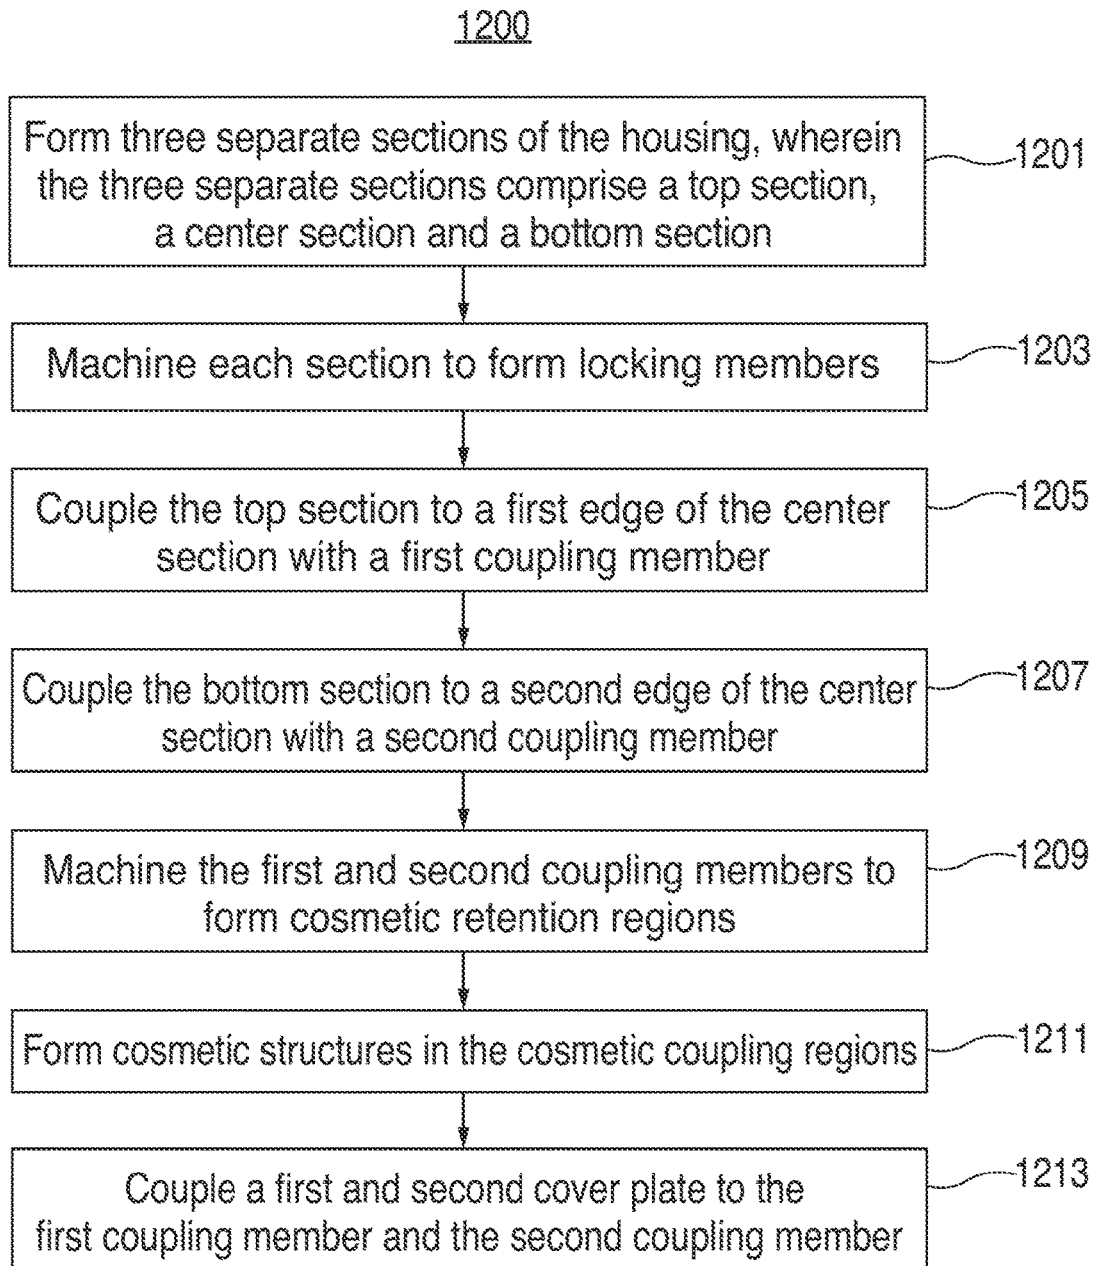 1200
Form three separate sections of the housing, wherein
the three separate sections comprise a top section,
a center section and a bottom section
1201
Machine each section to form locking members
1203
Couple the top section to a first edge of the center
section with a first coupling member
1205
Couple the bottom section to a second edge of the center
section with a second coupling member
1207
Machine the first and second coupling members to
form cosmetic retention regions
1209
Form cosmetic structures in the cosmetic coupling regions
1211
Couple a first and second cover plate to the
first coupling member and the second coupling member
1213